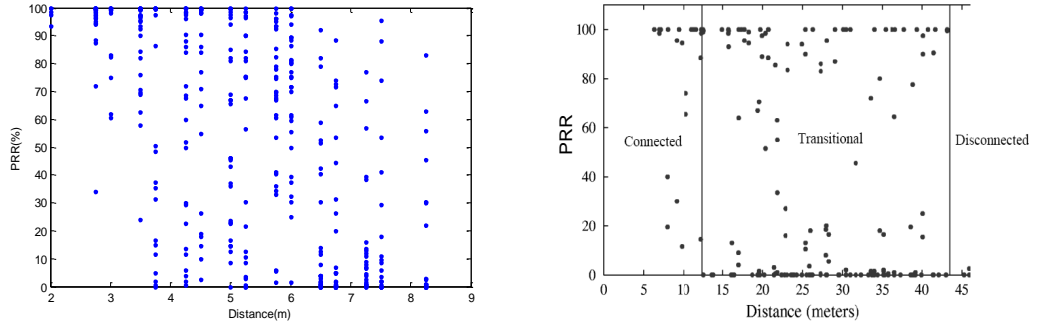 100
90
80
70
60
50
40
30
20
10
0
PRR(%)
2 3 4 5 6 7 8 9
Distance(m)
100
80
60
40
20
0
PRR
Connected Transitional Disconnected
0 5 10 15 20 25 30 35 40 45
Distance (meters)